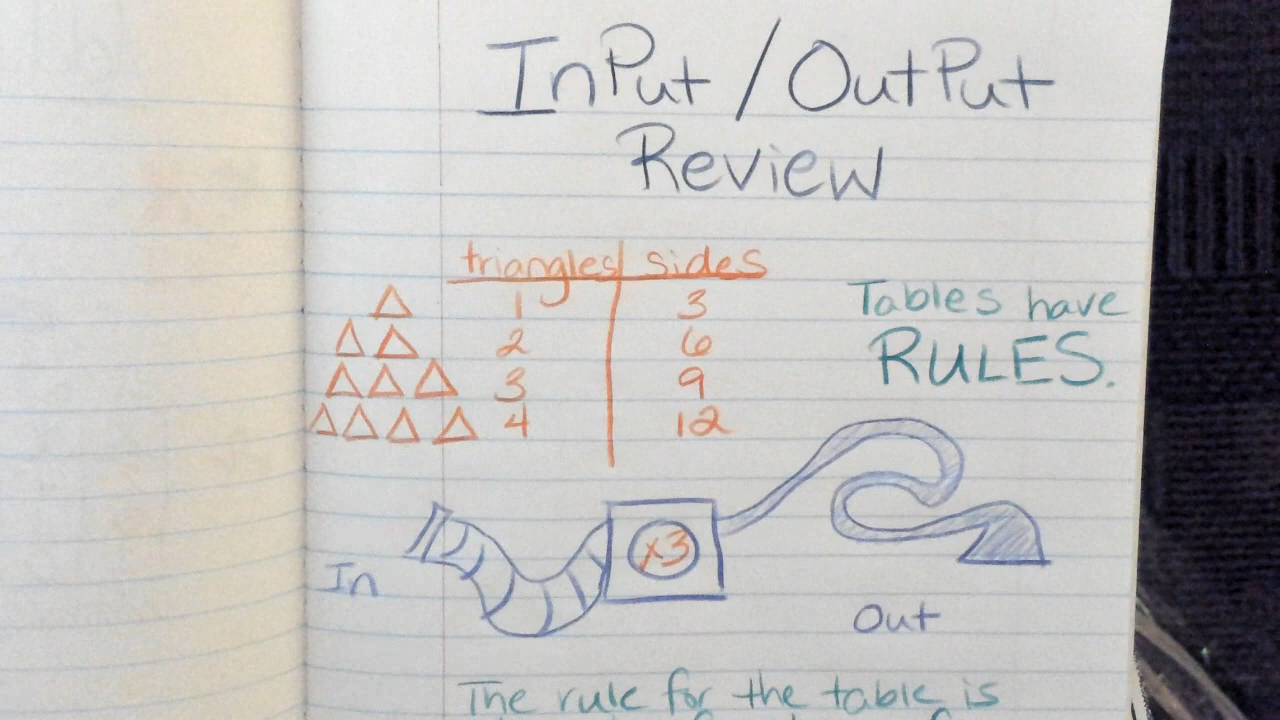 InPut / OutPut
Review
triangles sides
1 3
2 6
3 9
4 12
Tables have
RULES.
x3
In
Out
The rule for the table is